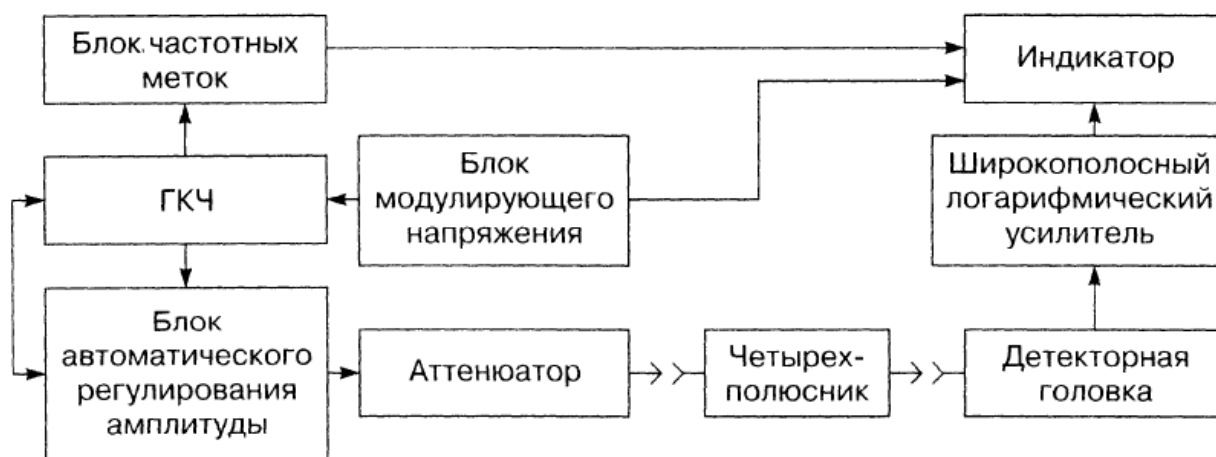 Блок частотных
меток
Индикатор
ГКЧ
Блок
модулирующего
напряжения
Широкополосный
логарифмический
усилитель
Блок
автоматического
регулирования
амплитуды
Аттенюатор
Четырех-
полюсник
Детекторная
головка